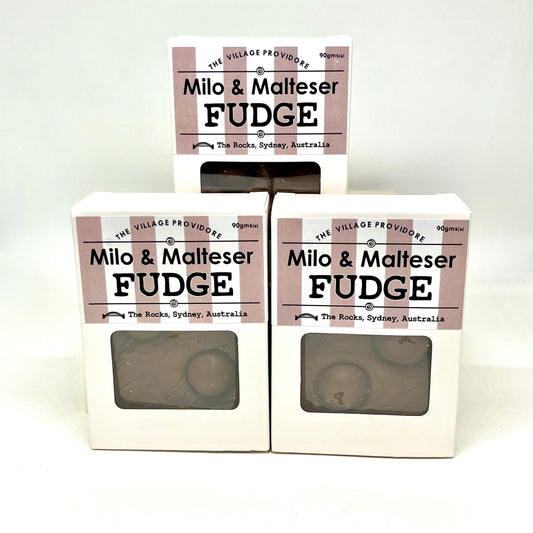 THE VILLAGE PROVIDORE
90gms(e)
Milo & Malteser
FUDGE
The Rocks, Sydney, Australia
THE VILLAGE PROVIDORE
90gms(e)
Milo & Malteser
FUDGE
The Rocks, Sydney, Australia
THE VILLAGE PROVIDORE
90gms(e)
Milo & Malteser
FUDGE
The Rocks, Sydney, Australia